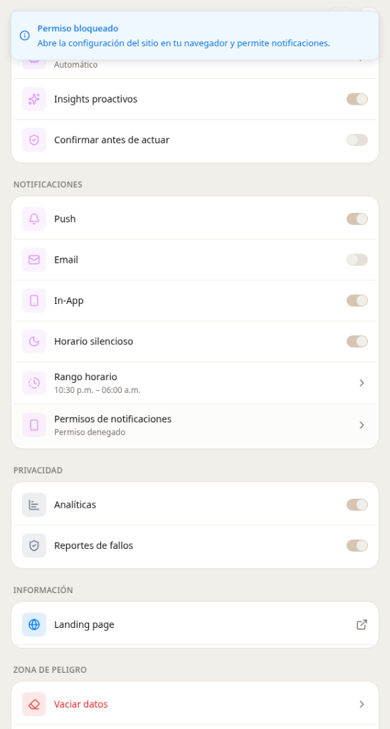 Permiso bloqueado
Abre la configuración del sitio en tu navegador y permite notificaciones.
Automático
Insights proactivos
Confirmar antes de actuar
NOTIFICACIONES
Push
Email
In-App
Horario silencioso
Rango horario
10:30 p.m. – 06:00 a.m.
Permisos de notificaciones
Permiso denegado
PRIVACIDAD
Analíticas
Reportes de fallos
INFORMACIÓN
Landing page
ZONA DE PELIGRO
Vaciar datos